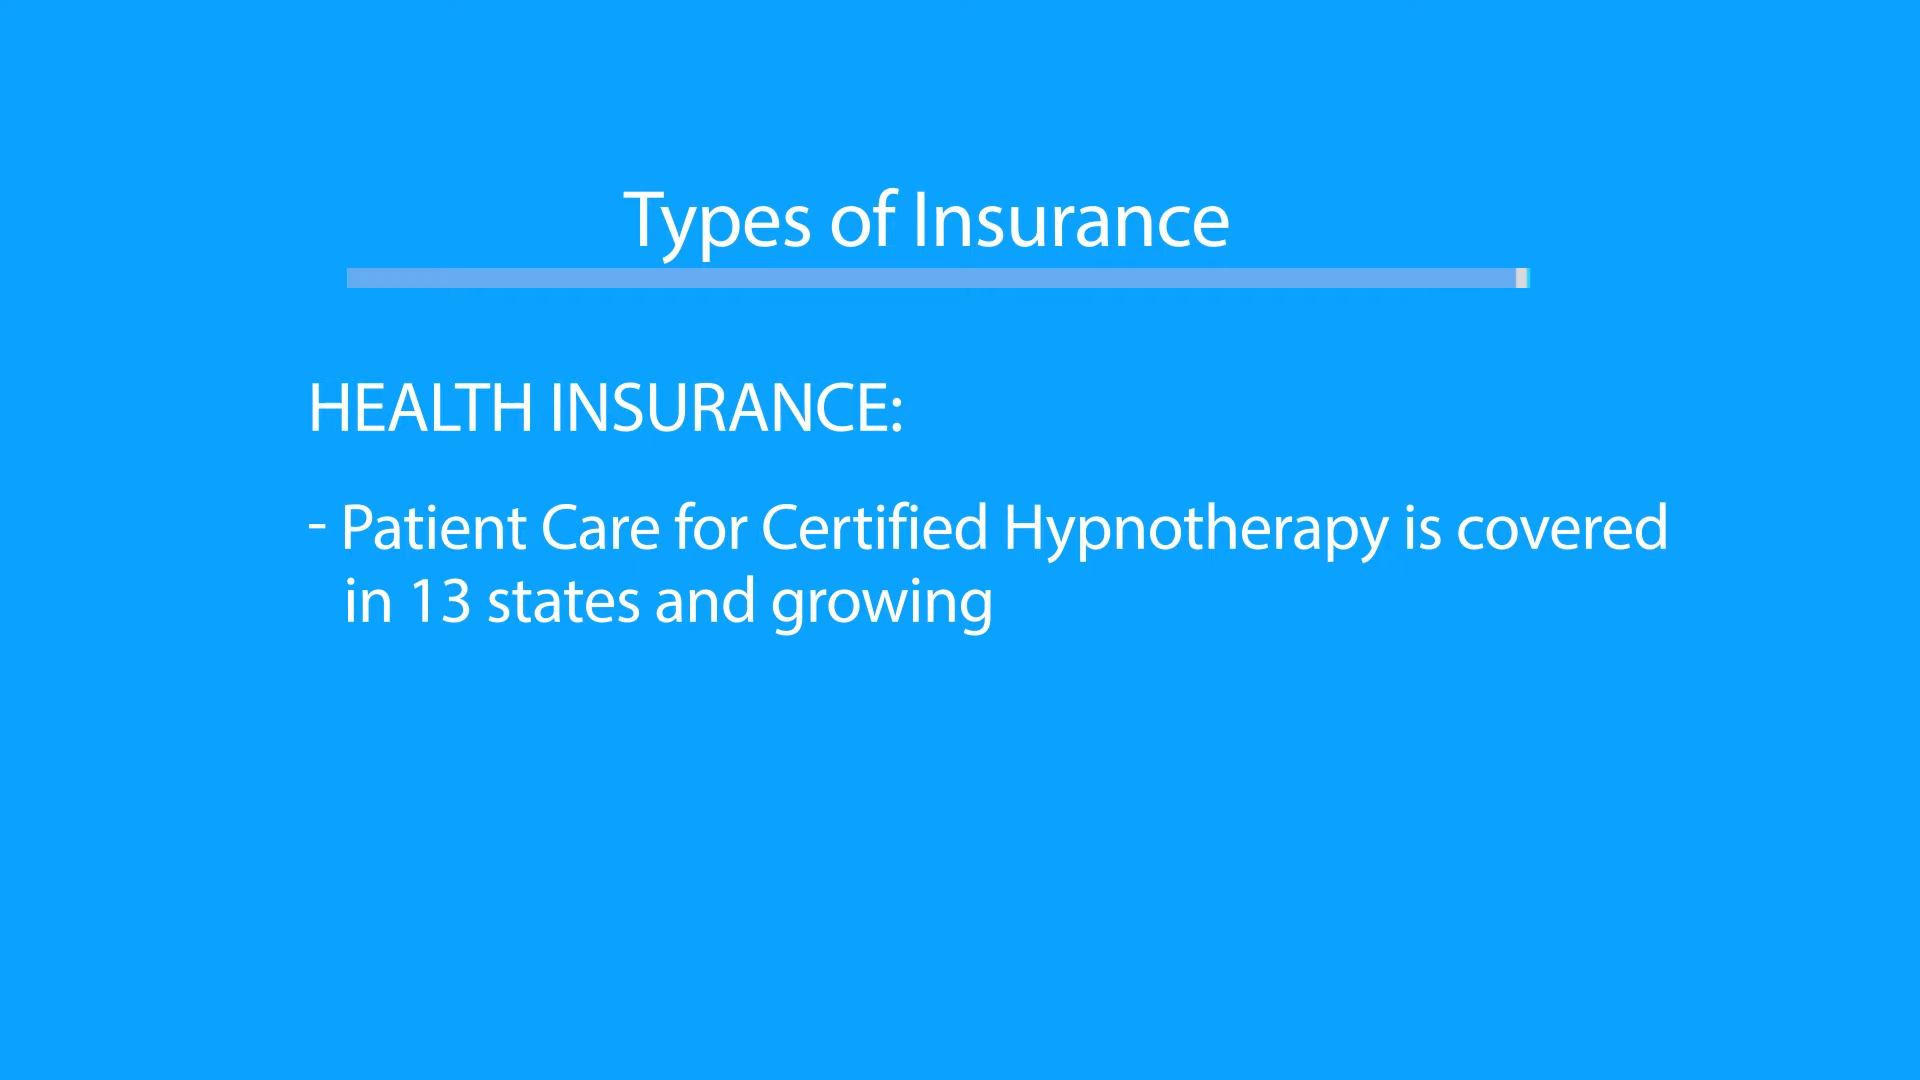 Types of Insurance
HEALTH INSURANCE:
- Patient Care for Certified Hypnotherapy is covered
in 13 states and growing